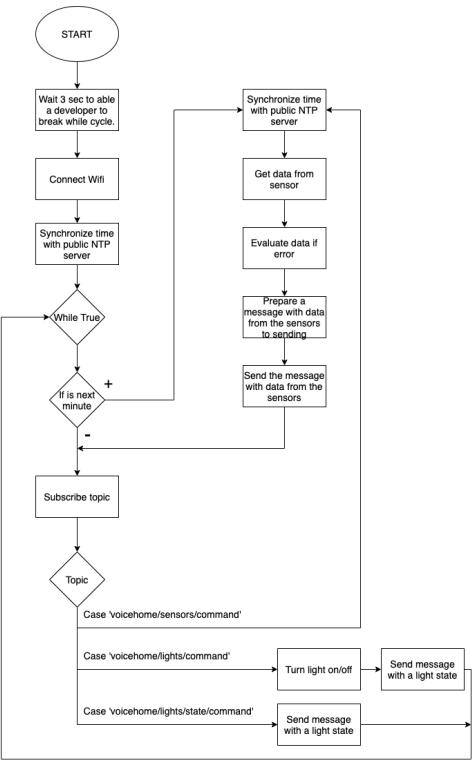 START
Wait 3 sec to able
a developer to
break while cycle.
Connect Wifi
Synchronize time
with public NTP
server
While True
If is next
minute
+
-
Synchronize time
with public NTP
server
Get data from
sensor
Evaluate data if
error
Prepare a
message with data
from the sensors
to sending
Send the message
with data from the
sensors
Subscribe topic
Topic
Case 'voicehome/sensors/command'
Case 'voicehome/lights/command'
Turn light on/off
Send message
with a light state
Case 'voicehome/lights/state/command'
Send message
with a light state